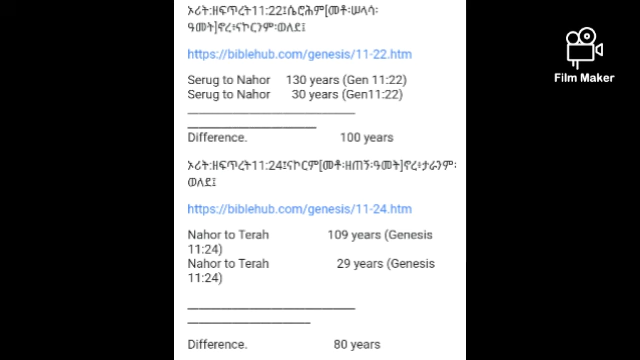 ኦሪት:ዘፍጥረት11:22፤ሴሮሕም[መቶ፡ሠላሳ፡
ዓመት]ኖረ፥ናኮርንም፡ወለደ፤
https://biblehub.com/genesis/11-22.htm
Serug to Nahor 130 years (Gen 11:22)
Serug to Nahor 30 years (Gen11:22)
Difference. 100 years
ኦሪት:ዘፍጥረት11:24፤ናኮርም[መቶ፡ዘጠኝ፡ዓመት]ኖረ፥ታራንም፡
ወለደ፤
https://biblehub.com/genesis/11-24.htm
Nahor to Terah 109 years (Genesis
11:24)
Nahor to Terah 29 years (Genesis
11:24)
Difference. 80 years
Film Maker